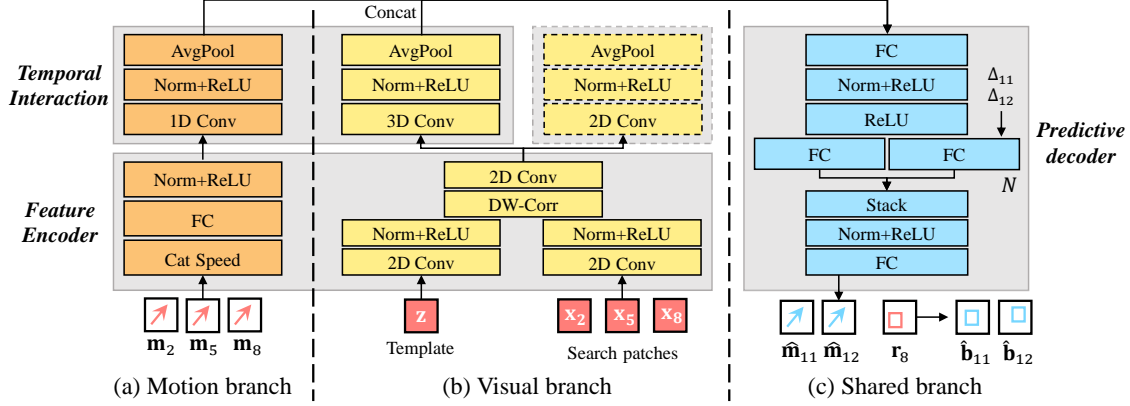 Concat
Temporal
Interaction
AvgPool
Norm+ReLU
1D Conv
AvgPool
Norm+ReLU
3D Conv
AvgPool
Norm+ReLU
2D Conv
Feature
Encoder
Norm+ReLU
FC
Cat Speed
2D Conv
DW-Corr
Norm+ReLU
2D Conv
Norm+ReLU
2D Conv
m₂ m₅ m₈
z
Template
x₂ x₅ x₈
Search patches
FC
Norm+ReLU
ReLU
Δ₁₁
Δ₁₂
FC FC
N
Predictive
decoder
Stack
Norm+ReLU
FC
m̂₁₁ m̂₁₂ r₈ b̂₁₁ b̂₁₂
(a) Motion branch
(b) Visual branch
(c) Shared branch